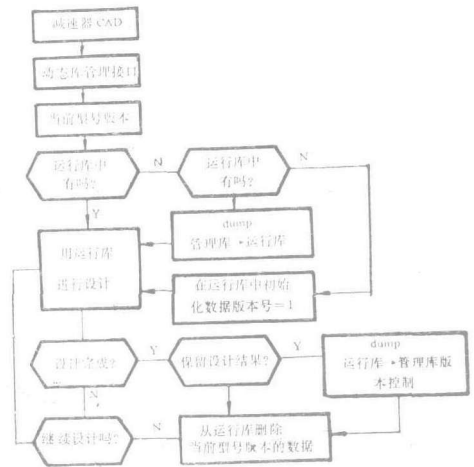 减速器CAD
动态库管理接口
当前型号版本
运行库中
有吗?
N
运行库中
有吗?
N
Y
dump
管理库→运行库
用运行库
进行设计
在运行库中初始
化数据版本号=1
设计完成?
Y
保留设计结果?
Y
dump
运行库→管理库版
本控制
N
继续设计吗?
N
从运行库删除
当前型号版本的数据